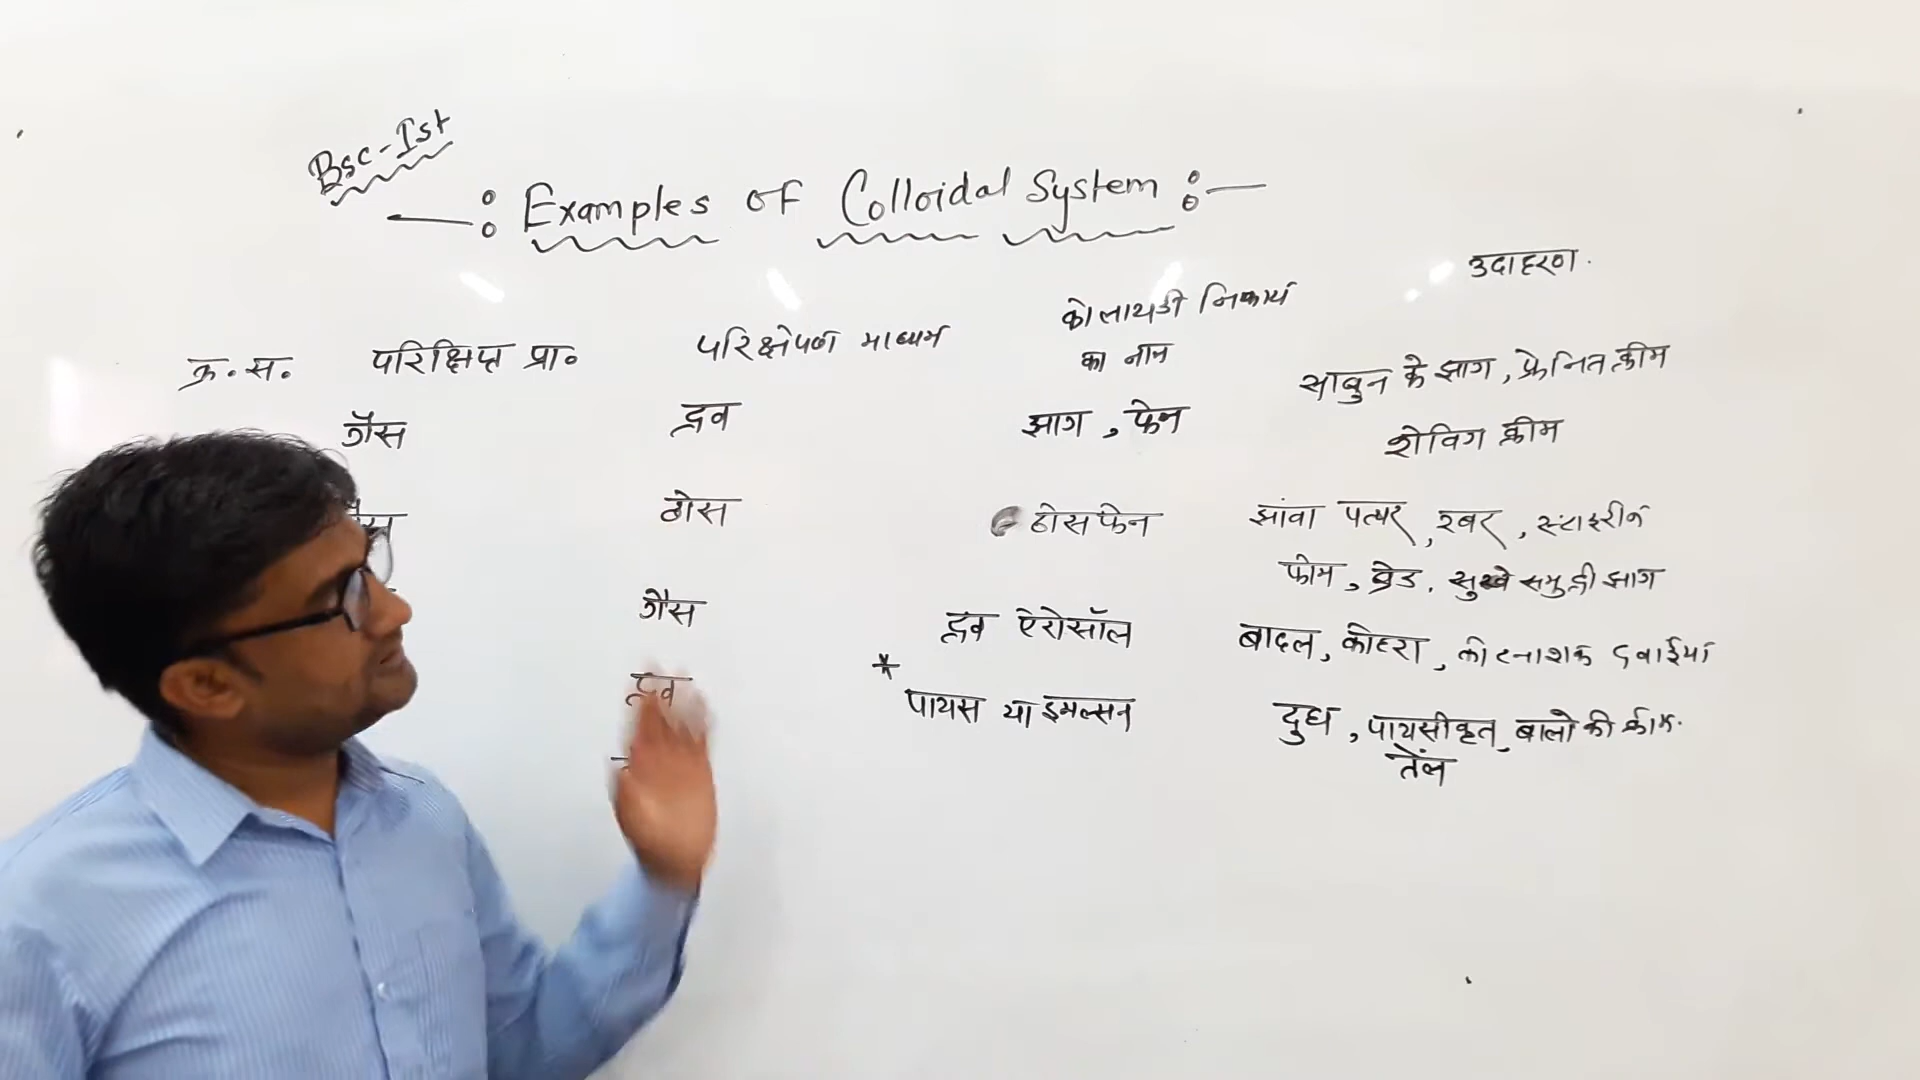 Bsc-Ist
Examples of Colloidal System :-
क्र.स. परिक्षिप्त प्रा० परिक्षेपण माध्यम कोलायडी निकाय का नाम उदाहरण.
गैस द्रव झाग, फेन साबुन के झाग, फेनित क्रीम
शेविग क्रीम
ठोस ठोस फेन झांवा पत्थर, रबर, स्टाइरीन
फोम, ब्रेड. सुखे समुद्री झाग
गैस द्रव ऐरोसॉल बादल, कोहरा, कीटनाशक दवाईयां
द्रव * पायस या इमल्सन दुध, पायसीकृत तेंल, बालो की क्रीम.